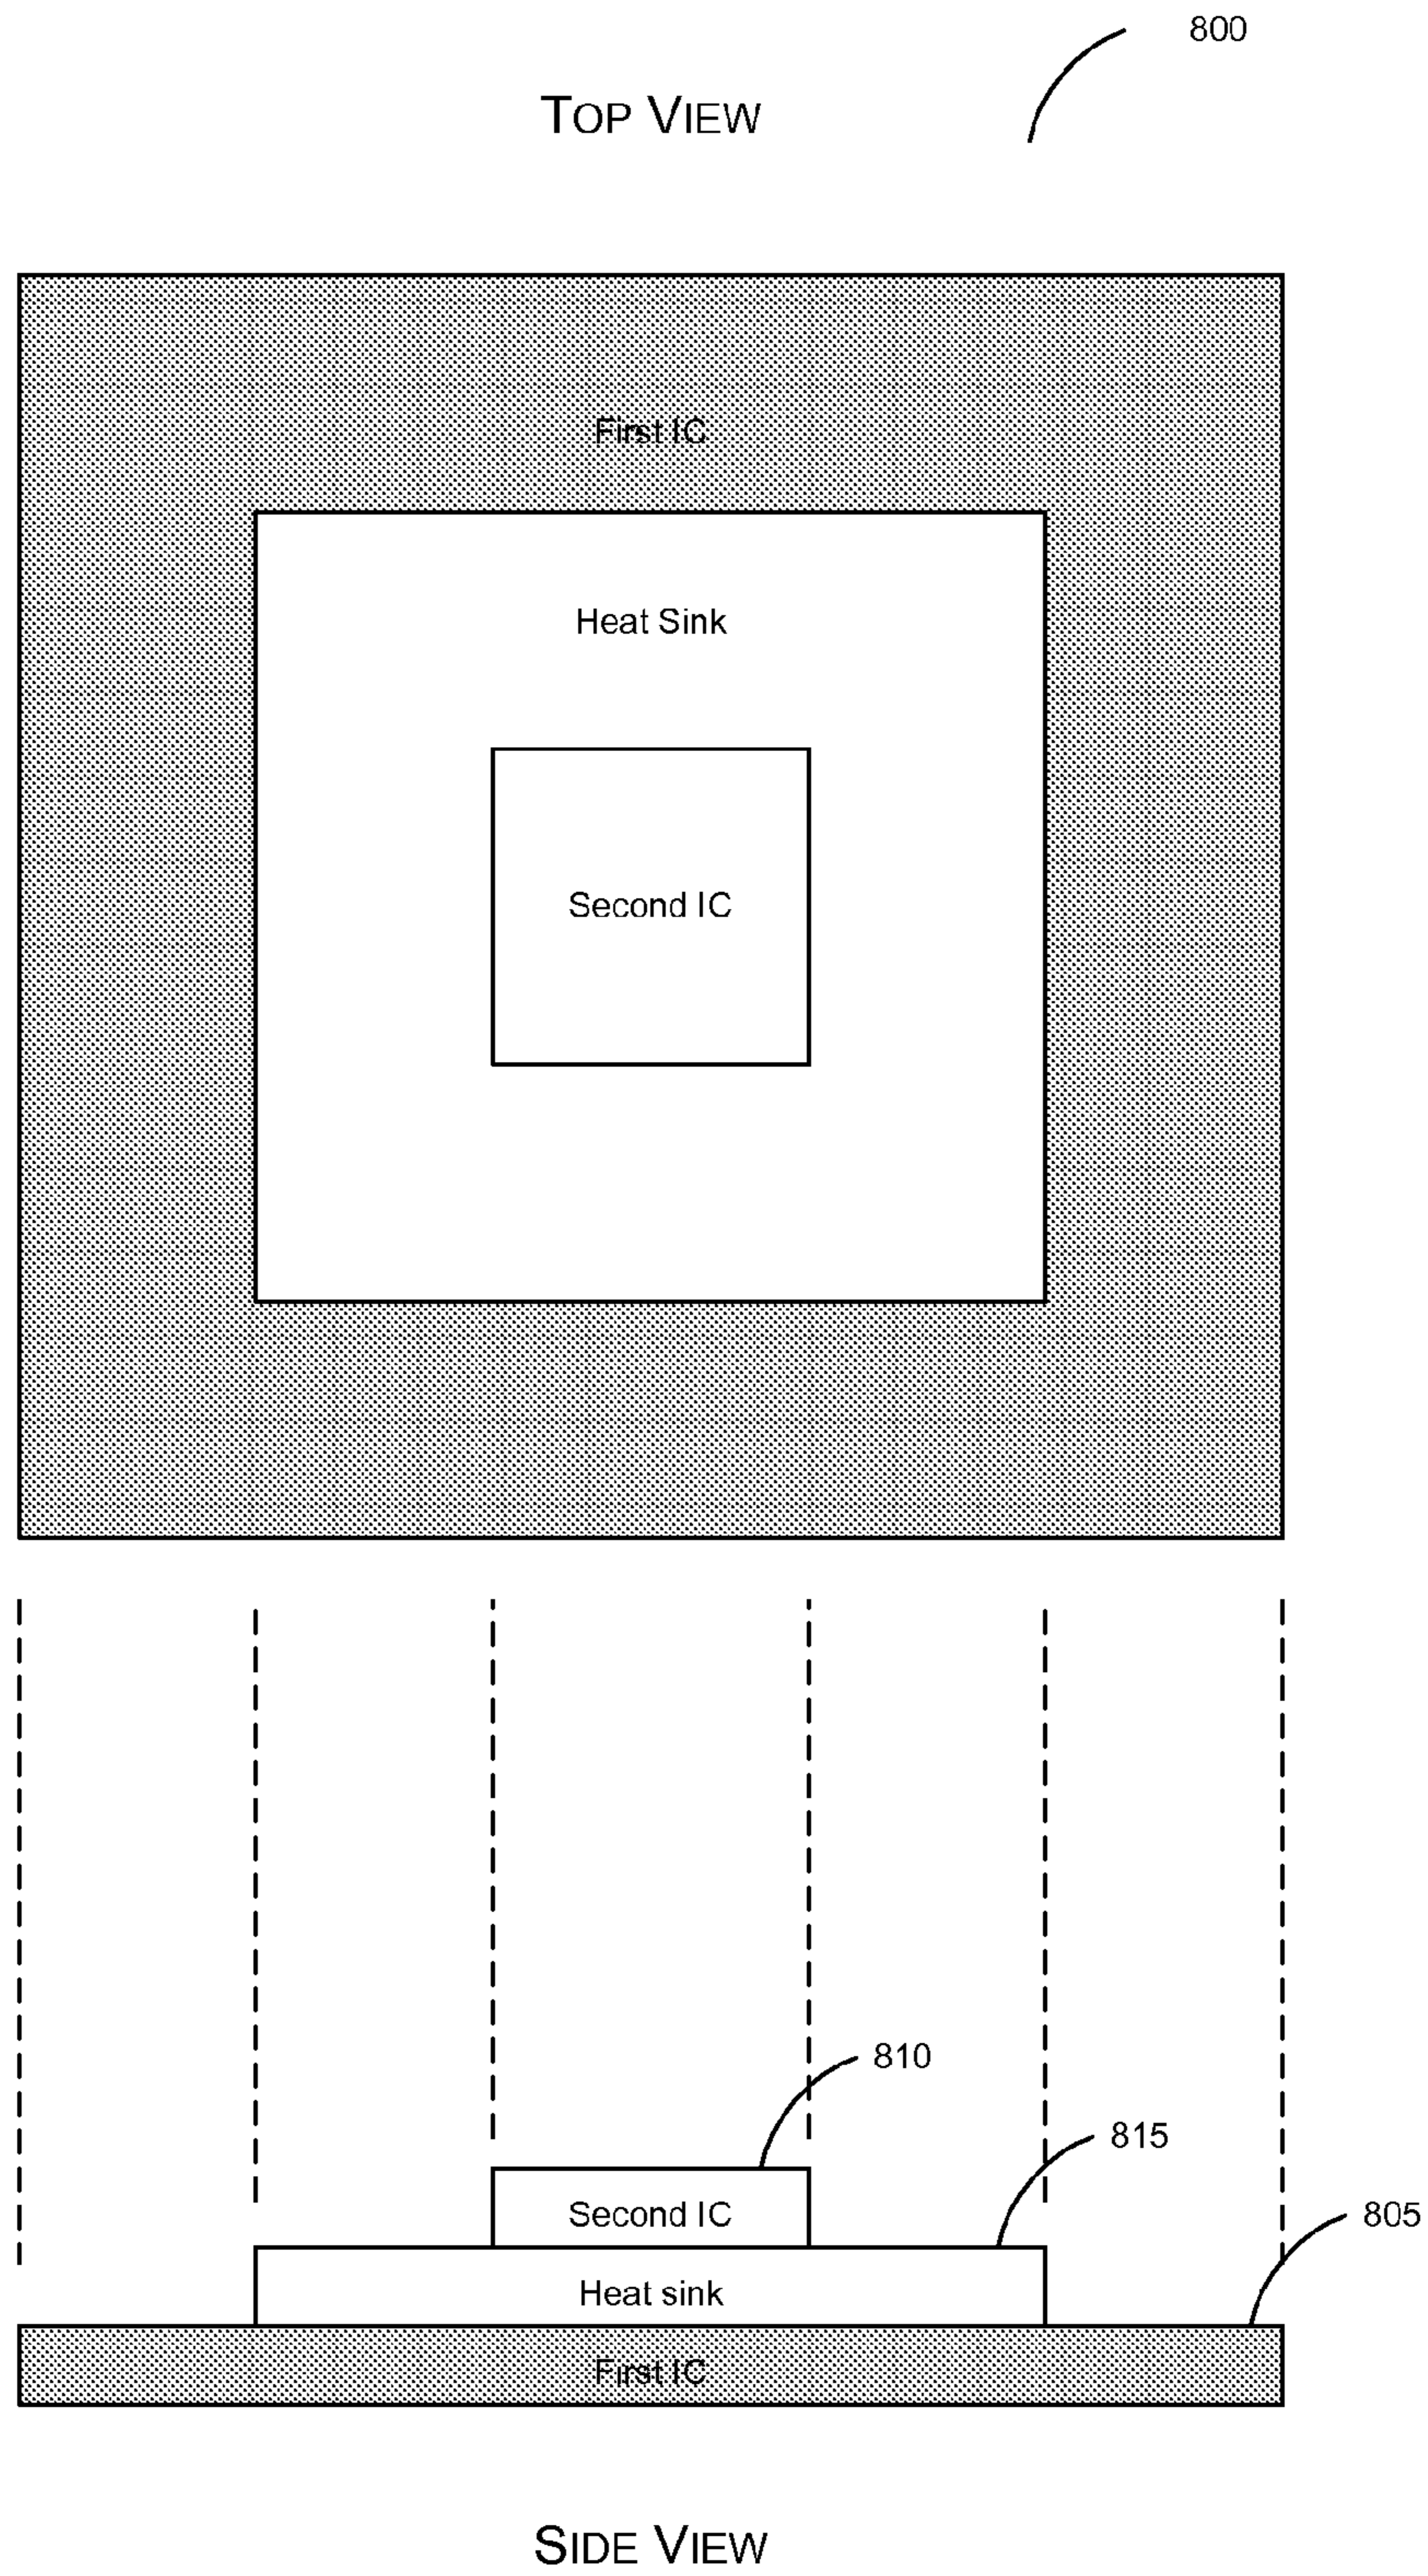 800
TOP VIEW
First IC
Heat Sink
Second IC
810
815
Second IC
805
Heat sink
First IC
SIDE VIEW